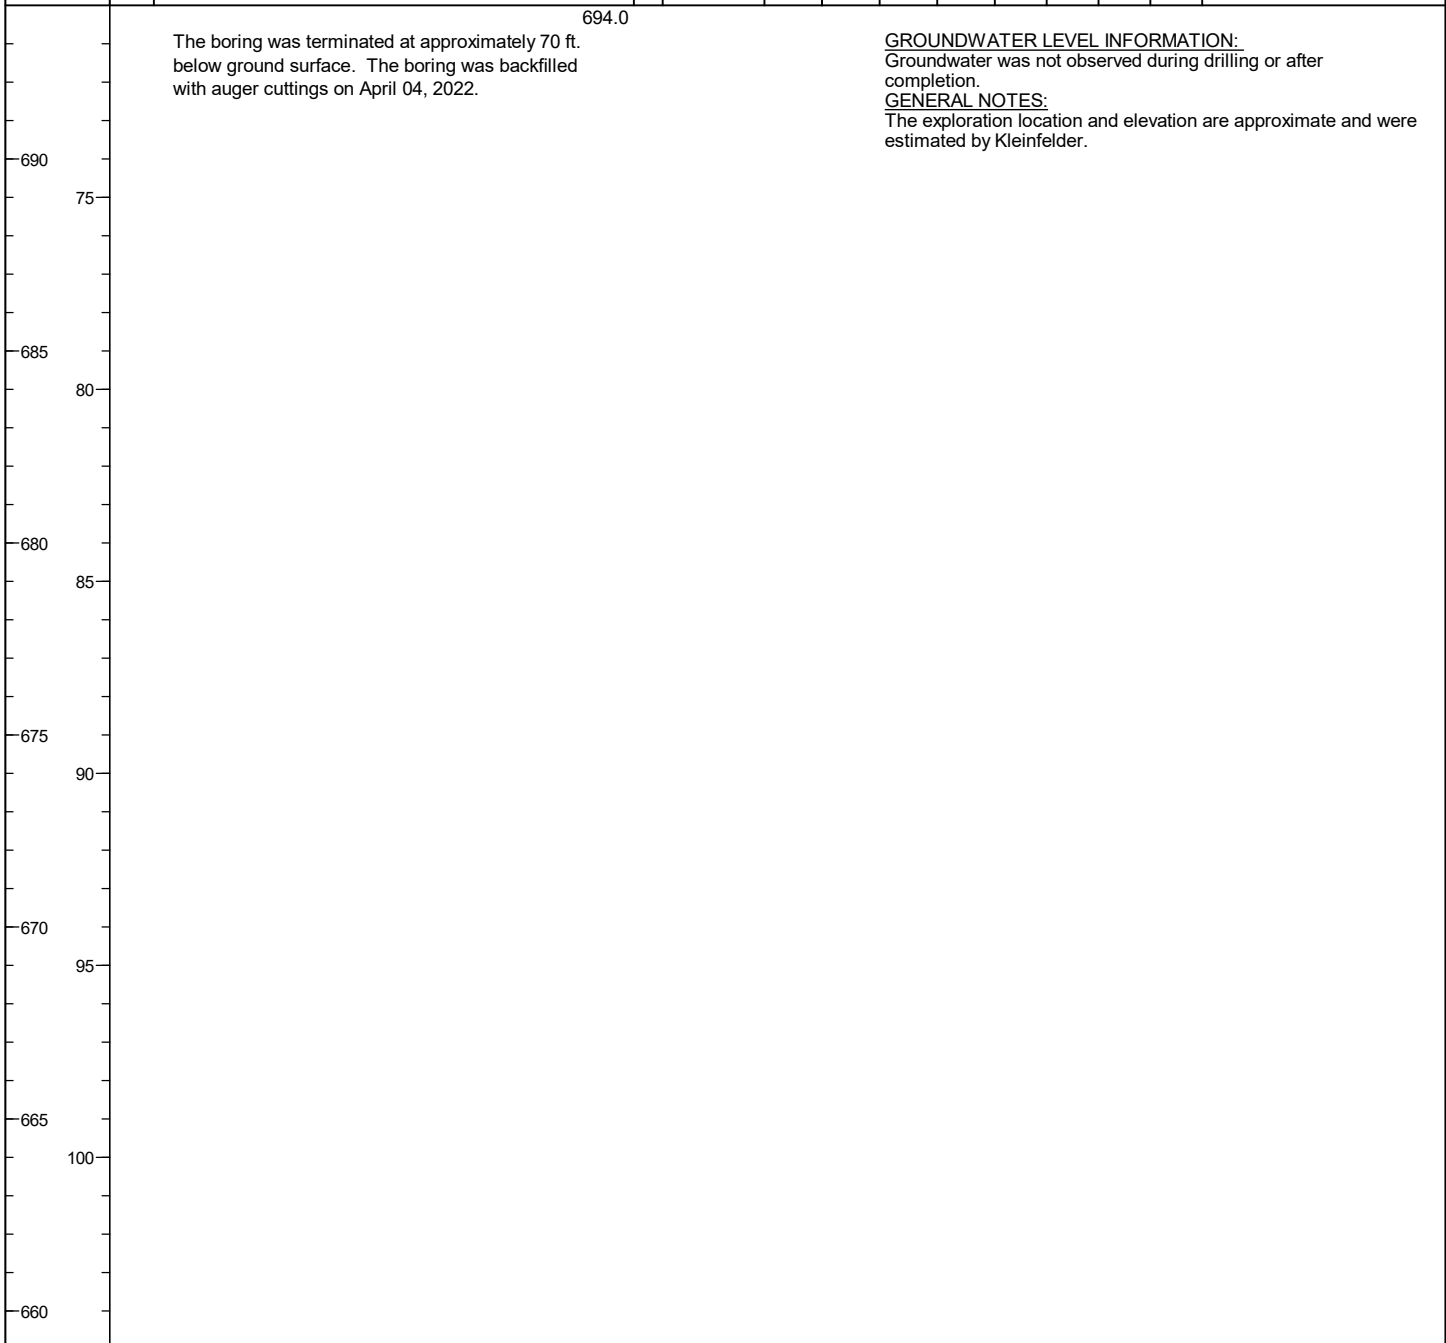 694.0
The boring was terminated at approximately 70 ft.
below ground surface.  The boring was backfilled
with auger cuttings on April 04, 2022.
GROUNDWATER LEVEL INFORMATION:
Groundwater was not observed during drilling or after
completion.
GENERAL NOTES:
The exploration location and elevation are approximate and were
estimated by Kleinfelder.
690
75
685
80
680
85
675
90
670
95
665
100
660